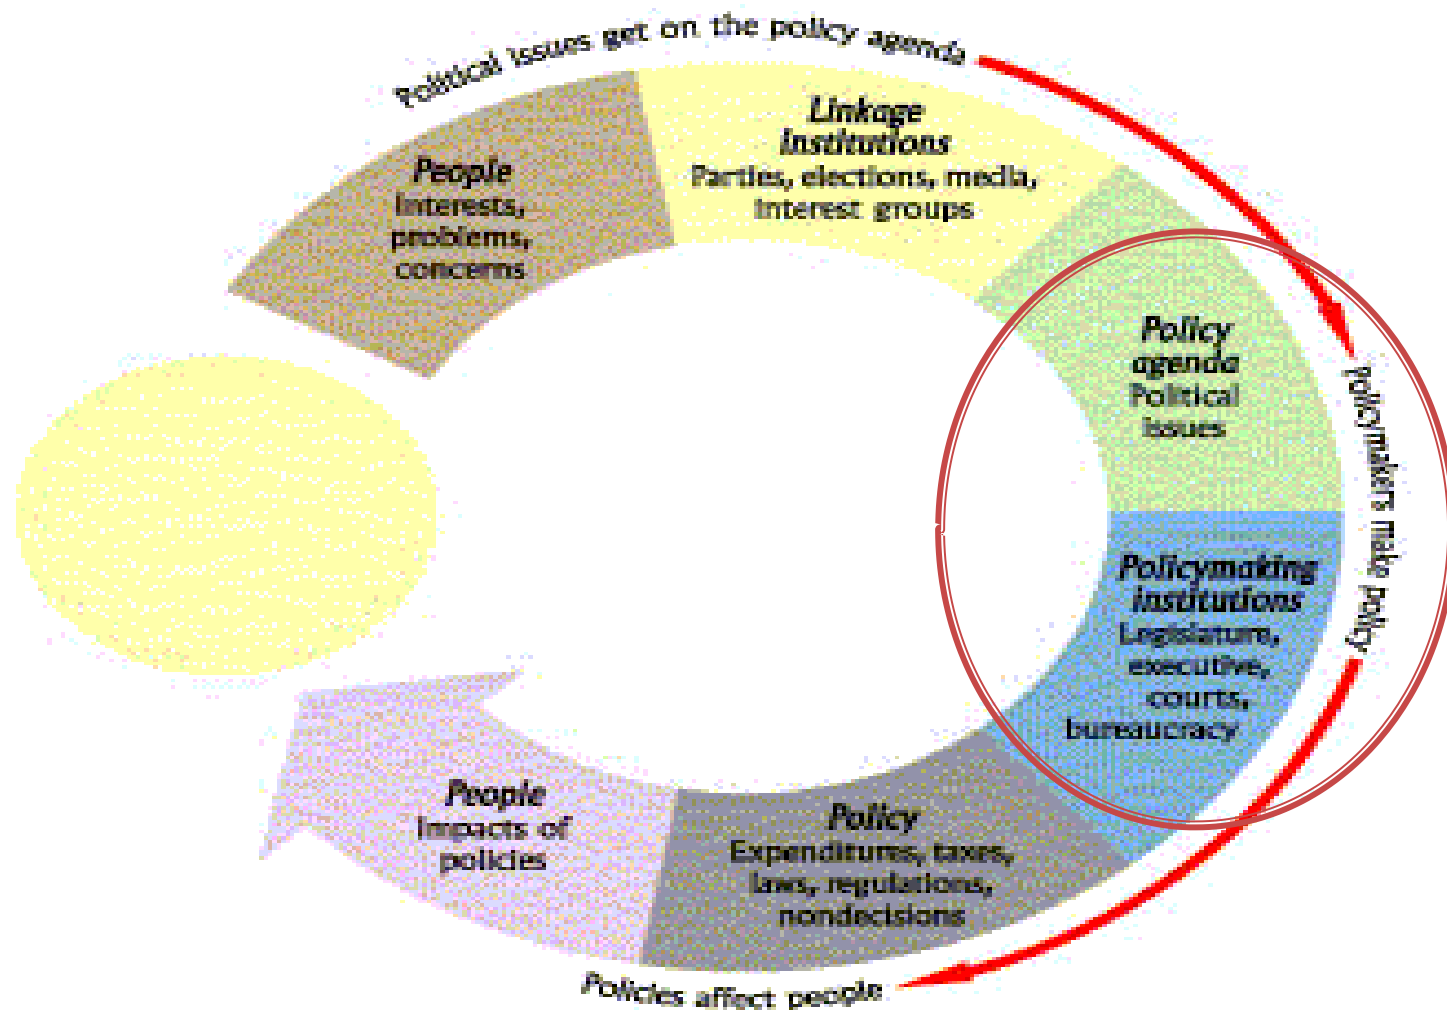 Political issues get on the policy agenda
People
Interests,
problems,
concerns
Linkage
institutions
Parties, elections, media,
interest groups
Policy
agenda
Political
issues
Policymakers make policy
Policymaking
institutions
Legislature,
executive,
courts,
bureaucracy
Policy
Expenditures, taxes,
laws, regulations,
nondecisions
People
Impacts of
policies
Policies affect people